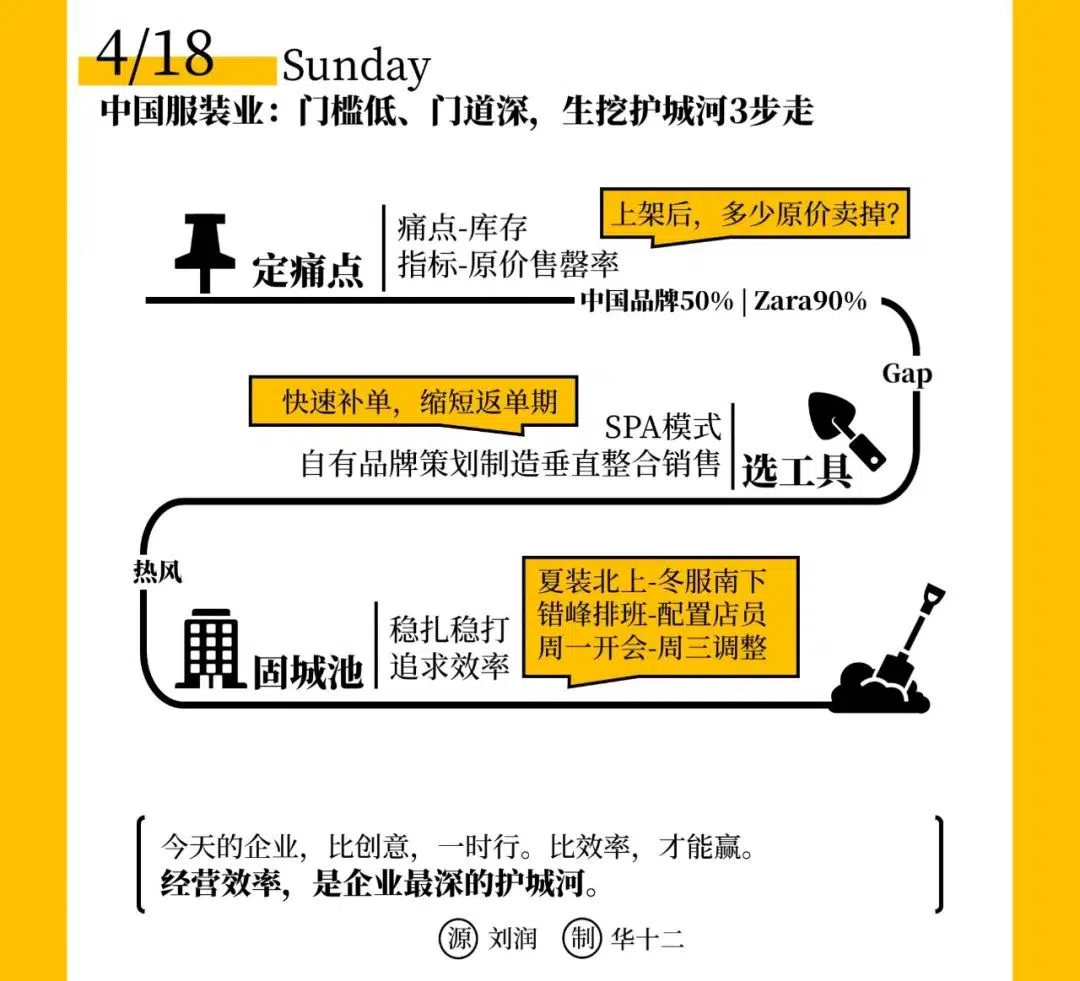 4/18 Sunday
中国服装业：门槛低、门道深，生挖护城河3步走
定痛点
痛点-库存
指标-原价售罄率
上架后，多少原价卖掉？
中国品牌50% | Zara90%
Gap
快速补单，缩短返单期
SPA模式
自有品牌策划制造垂直整合销售
选工具
热风
固城池
稳扎稳打
追求效率
夏装北上-冬服南下
错峰排班-配置店员
周一开会-周三调整
今天的企业，比创意，一时行。比效率，才能赢。
经营效率，是企业最深的护城河。
源 刘润 制 华十二